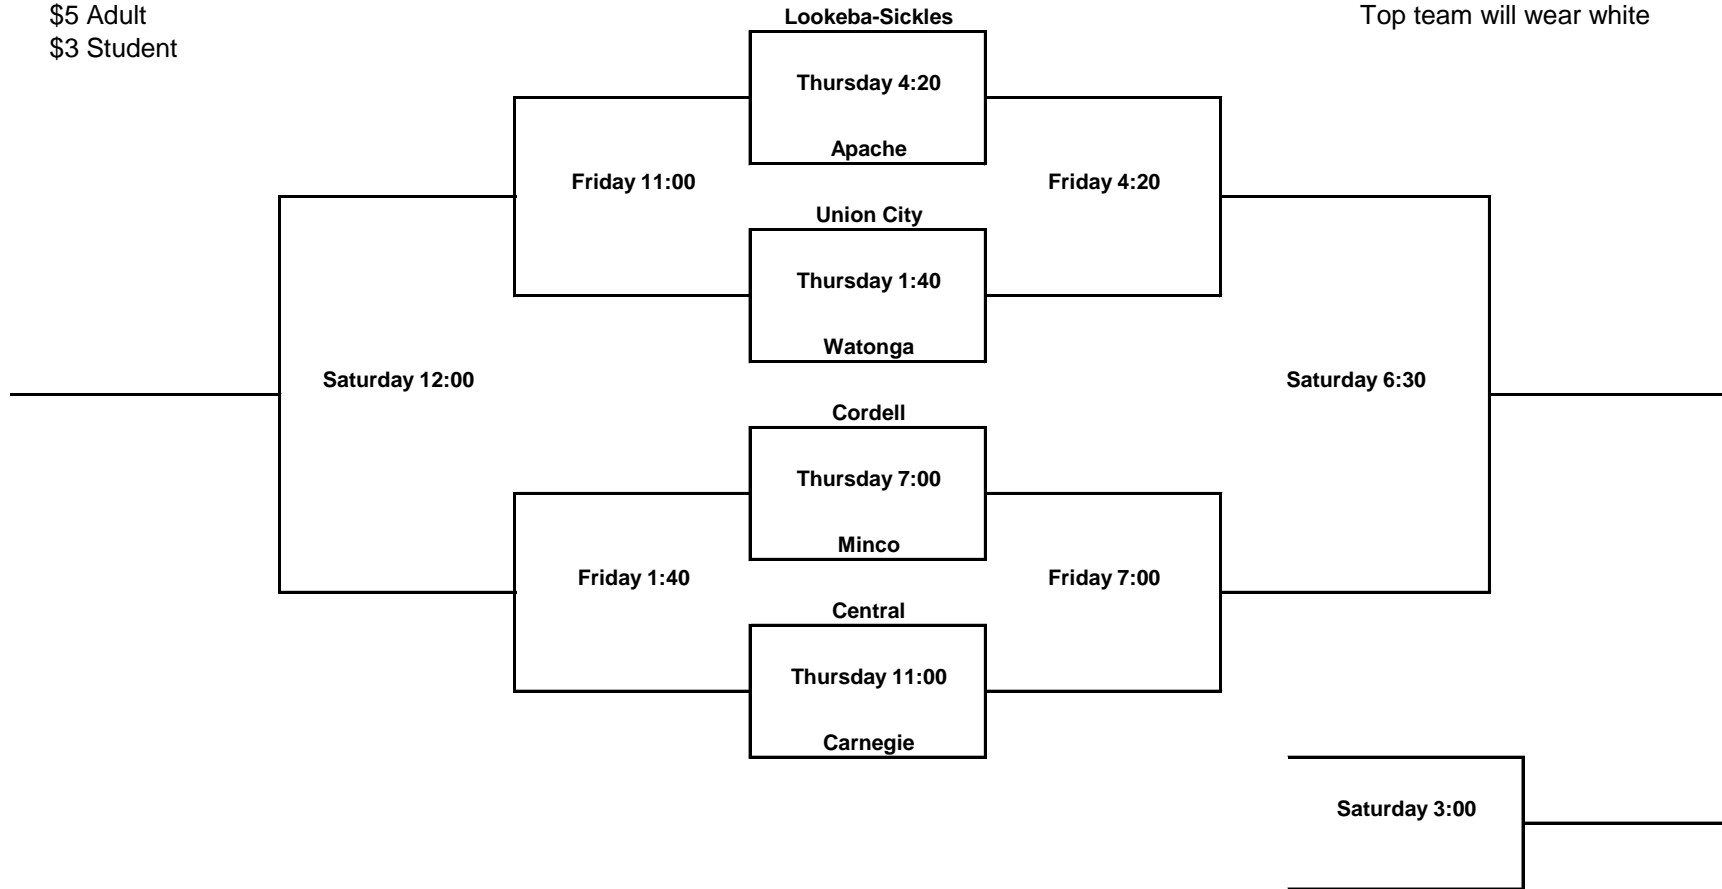 $5 Adult
$3 Student
Lookeba-Sickles
Top team will wear white
Thursday 4:20
Apache
Friday 11:00
Friday 4:20
Union City
Thursday 1:40
Watonga
Saturday 12:00
Saturday 6:30
Cordell
Thursday 7:00
Minco
Friday 1:40
Friday 7:00
Central
Thursday 11:00
Carnegie
Saturday 3:00